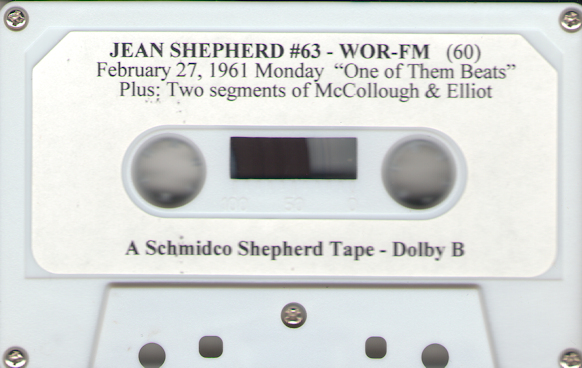 JEAN SHEPHERD #63 - WOR-FM (60)
February 27, 1961 Monday “One of Them Beats”
Plus: Two segments of McCollough & Elliot
100 50 0
A Schmidco Shepherd Tape - Dolby B